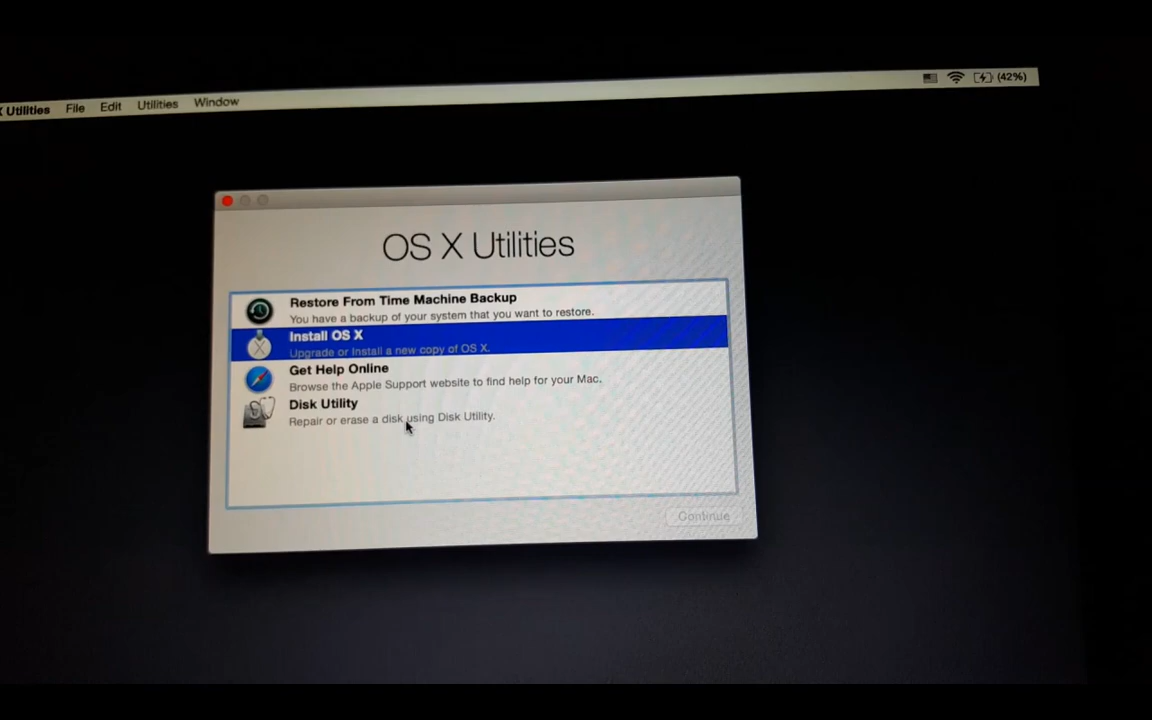 X Utilities File Edit Utilities Window (42%)
OS X Utilities
Restore From Time Machine Backup
You have a backup of your system that you want to restore.
Install OS X
Upgrade or Install a new copy of OS X.
Get Help Online
Browse the Apple Support website to find help for your Mac.
Disk Utility
Repair or erase a disk using Disk Utility.
Continue